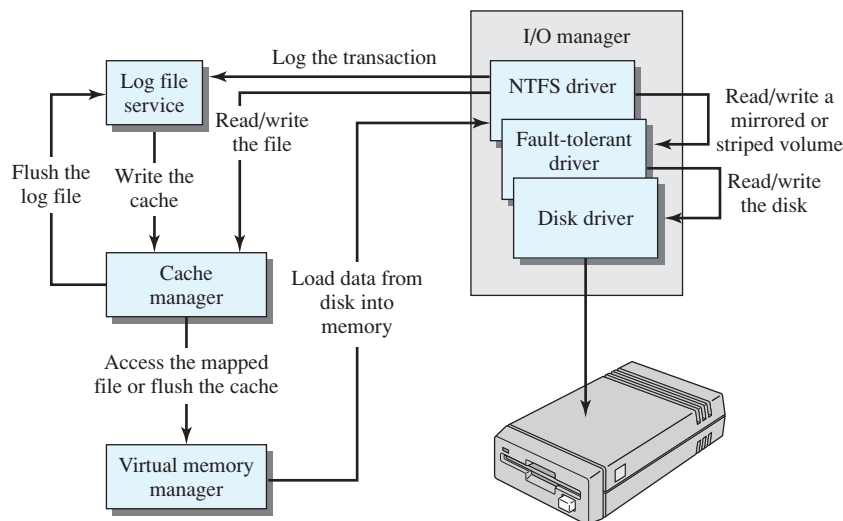 I/O manager
Log the transaction
Log file
service
NTFS driver
Read/write
the file
Read/write a
mirrored or
striped volume
Fault-tolerant
driver
Flush the
log file
Write the
cache
Read/write
the disk
Disk driver
Cache
manager
Load data from
disk into
memory
Access the mapped
file or flush the cache
Virtual memory
manager